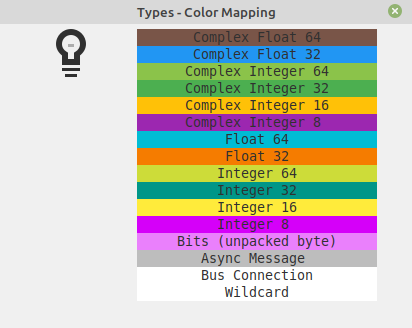 Types - Color Mapping
Complex Float 64
Complex Float 32
Complex Integer 64
Complex Integer 32
Complex Integer 16
Complex Integer 8
Float 64
Float 32
Integer 64
Integer 32
Integer 16
Integer 8
Bits (unpacked byte)
Async Message
Bus Connection
Wildcard